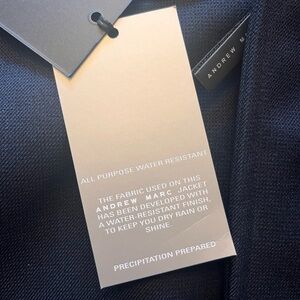 ANDREW M
ALL PURPOSE WATER RESISTANT
THE FABRIC USED ON THIS
ANDREW MARC JACKET
HAS BEEN DEVELOPED WITH
A WATER-RESISTANT FINISH,
TO KEEP YOU DRY RAIN OR
SHINE.
PRECIPITATION PREPARED